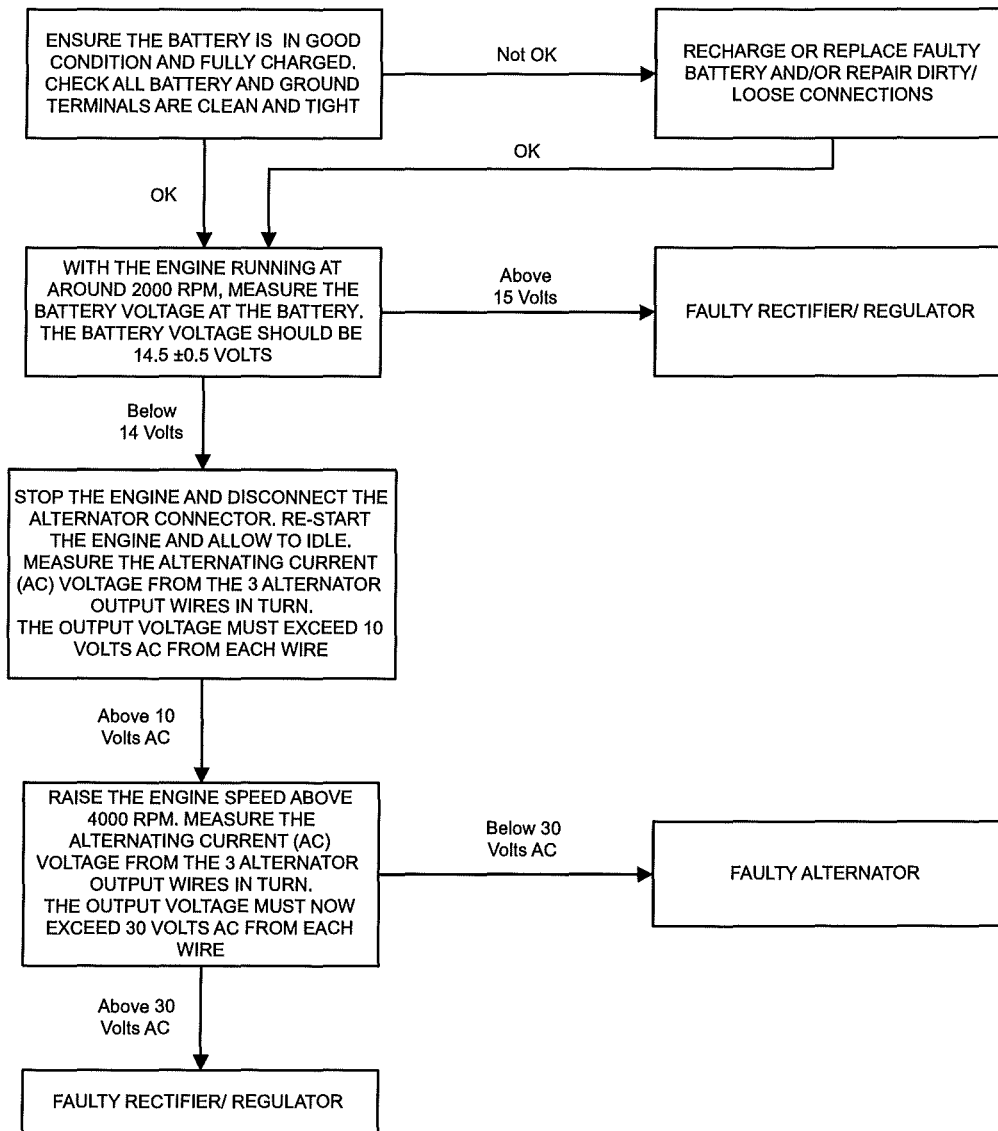 ENSURE THE BATTERY IS IN GOOD
CONDITION AND FULLY CHARGED.
CHECK ALL BATTERY AND GROUND
TERMINALS ARE CLEAN AND TIGHT
Not OK
RECHARGE OR REPLACE FAULTY
BATTERY AND/OR REPAIR DIRTY/
LOOSE CONNECTIONS
OK
OK
WITH THE ENGINE RUNNING AT
AROUND 2000 RPM, MEASURE THE
BATTERY VOLTAGE AT THE BATTERY.
THE BATTERY VOLTAGE SHOULD BE
14.5 ±0.5 VOLTS
Above
15 Volts
FAULTY RECTIFIER/ REGULATOR
Below
14 Volts
STOP THE ENGINE AND DISCONNECT THE
ALTERNATOR CONNECTOR. RE-START
THE ENGINE AND ALLOW TO IDLE.
MEASURE THE ALTERNATING CURRENT
(AC) VOLTAGE FROM THE 3 ALTERNATOR
OUTPUT WIRES IN TURN.
THE OUTPUT VOLTAGE MUST EXCEED 10
VOLTS AC FROM EACH WIRE
Above 10
Volts AC
RAISE THE ENGINE SPEED ABOVE
4000 RPM. MEASURE THE
ALTERNATING CURRENT (AC)
VOLTAGE FROM THE 3 ALTERNATOR
OUTPUT WIRES IN TURN.
THE OUTPUT VOLTAGE MUST NOW
EXCEED 30 VOLTS AC FROM EACH
WIRE
Below 30
Volts AC
FAULTY ALTERNATOR
Above 30
Volts AC
FAULTY RECTIFIER/ REGULATOR